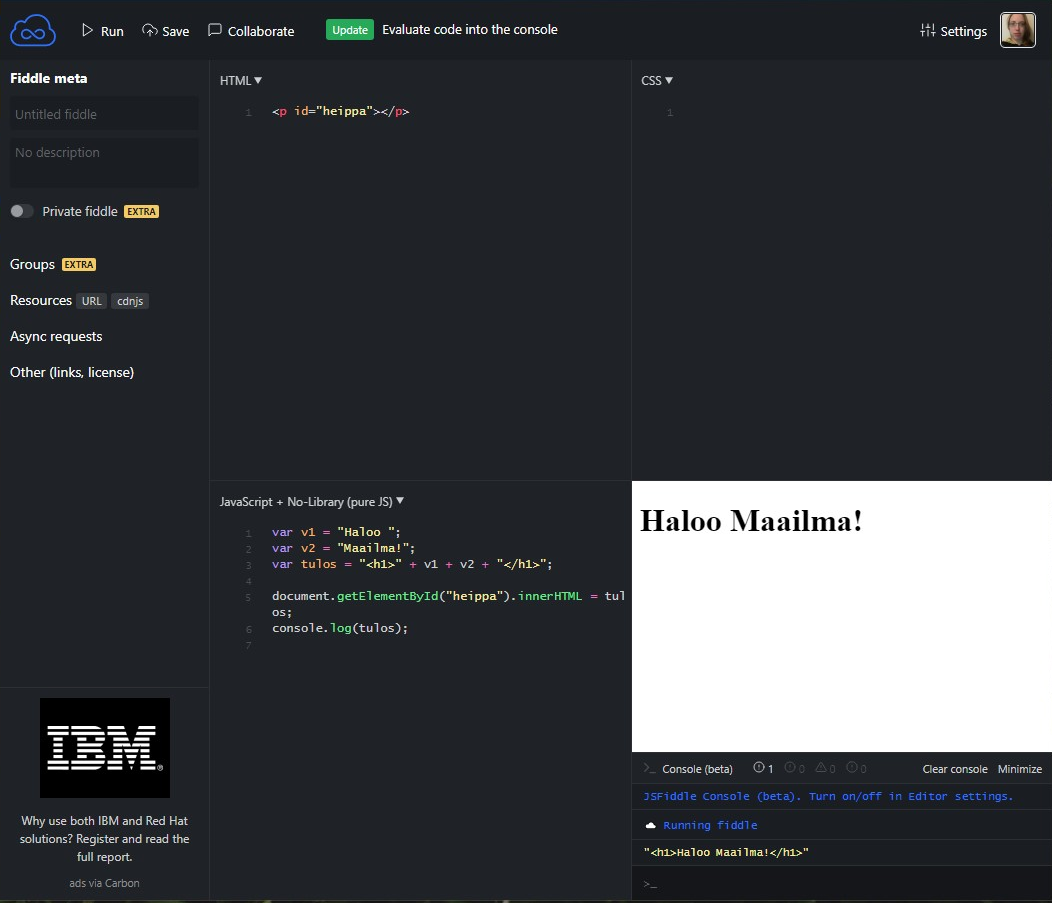 Run Save Collaborate Update Evaluate code into the console Settings
Fiddle meta
Untitled fiddle
No description
Private fiddle EXTRA
Groups EXTRA
Resources URL cdnjs
Async requests
Other (links, license)
IBM®
Why use both IBM and Red Hat
solutions? Register and read the
full report.
ads via Carbon
HTML▼
1 <p id="heippa"></p>
CSS▼
1
JavaScript + No-Library (pure JS)▼
1 var v1 = "Haloo ";
2 var v2 = "Maailma!";
3 var tulos = "<h1>" + v1 + v2 + "</h1>";
4
5 document.getElementById("heippa").innerHTML = tul
os;
6 console.log(tulos);
7
Haloo Maailma!
>_ Console (beta) 1 0 0 0 Clear console Minimize
JSFiddle Console (beta). Turn on/off in Editor settings.
Running fiddle
"<h1>Haloo Maailma!</h1>"
>_